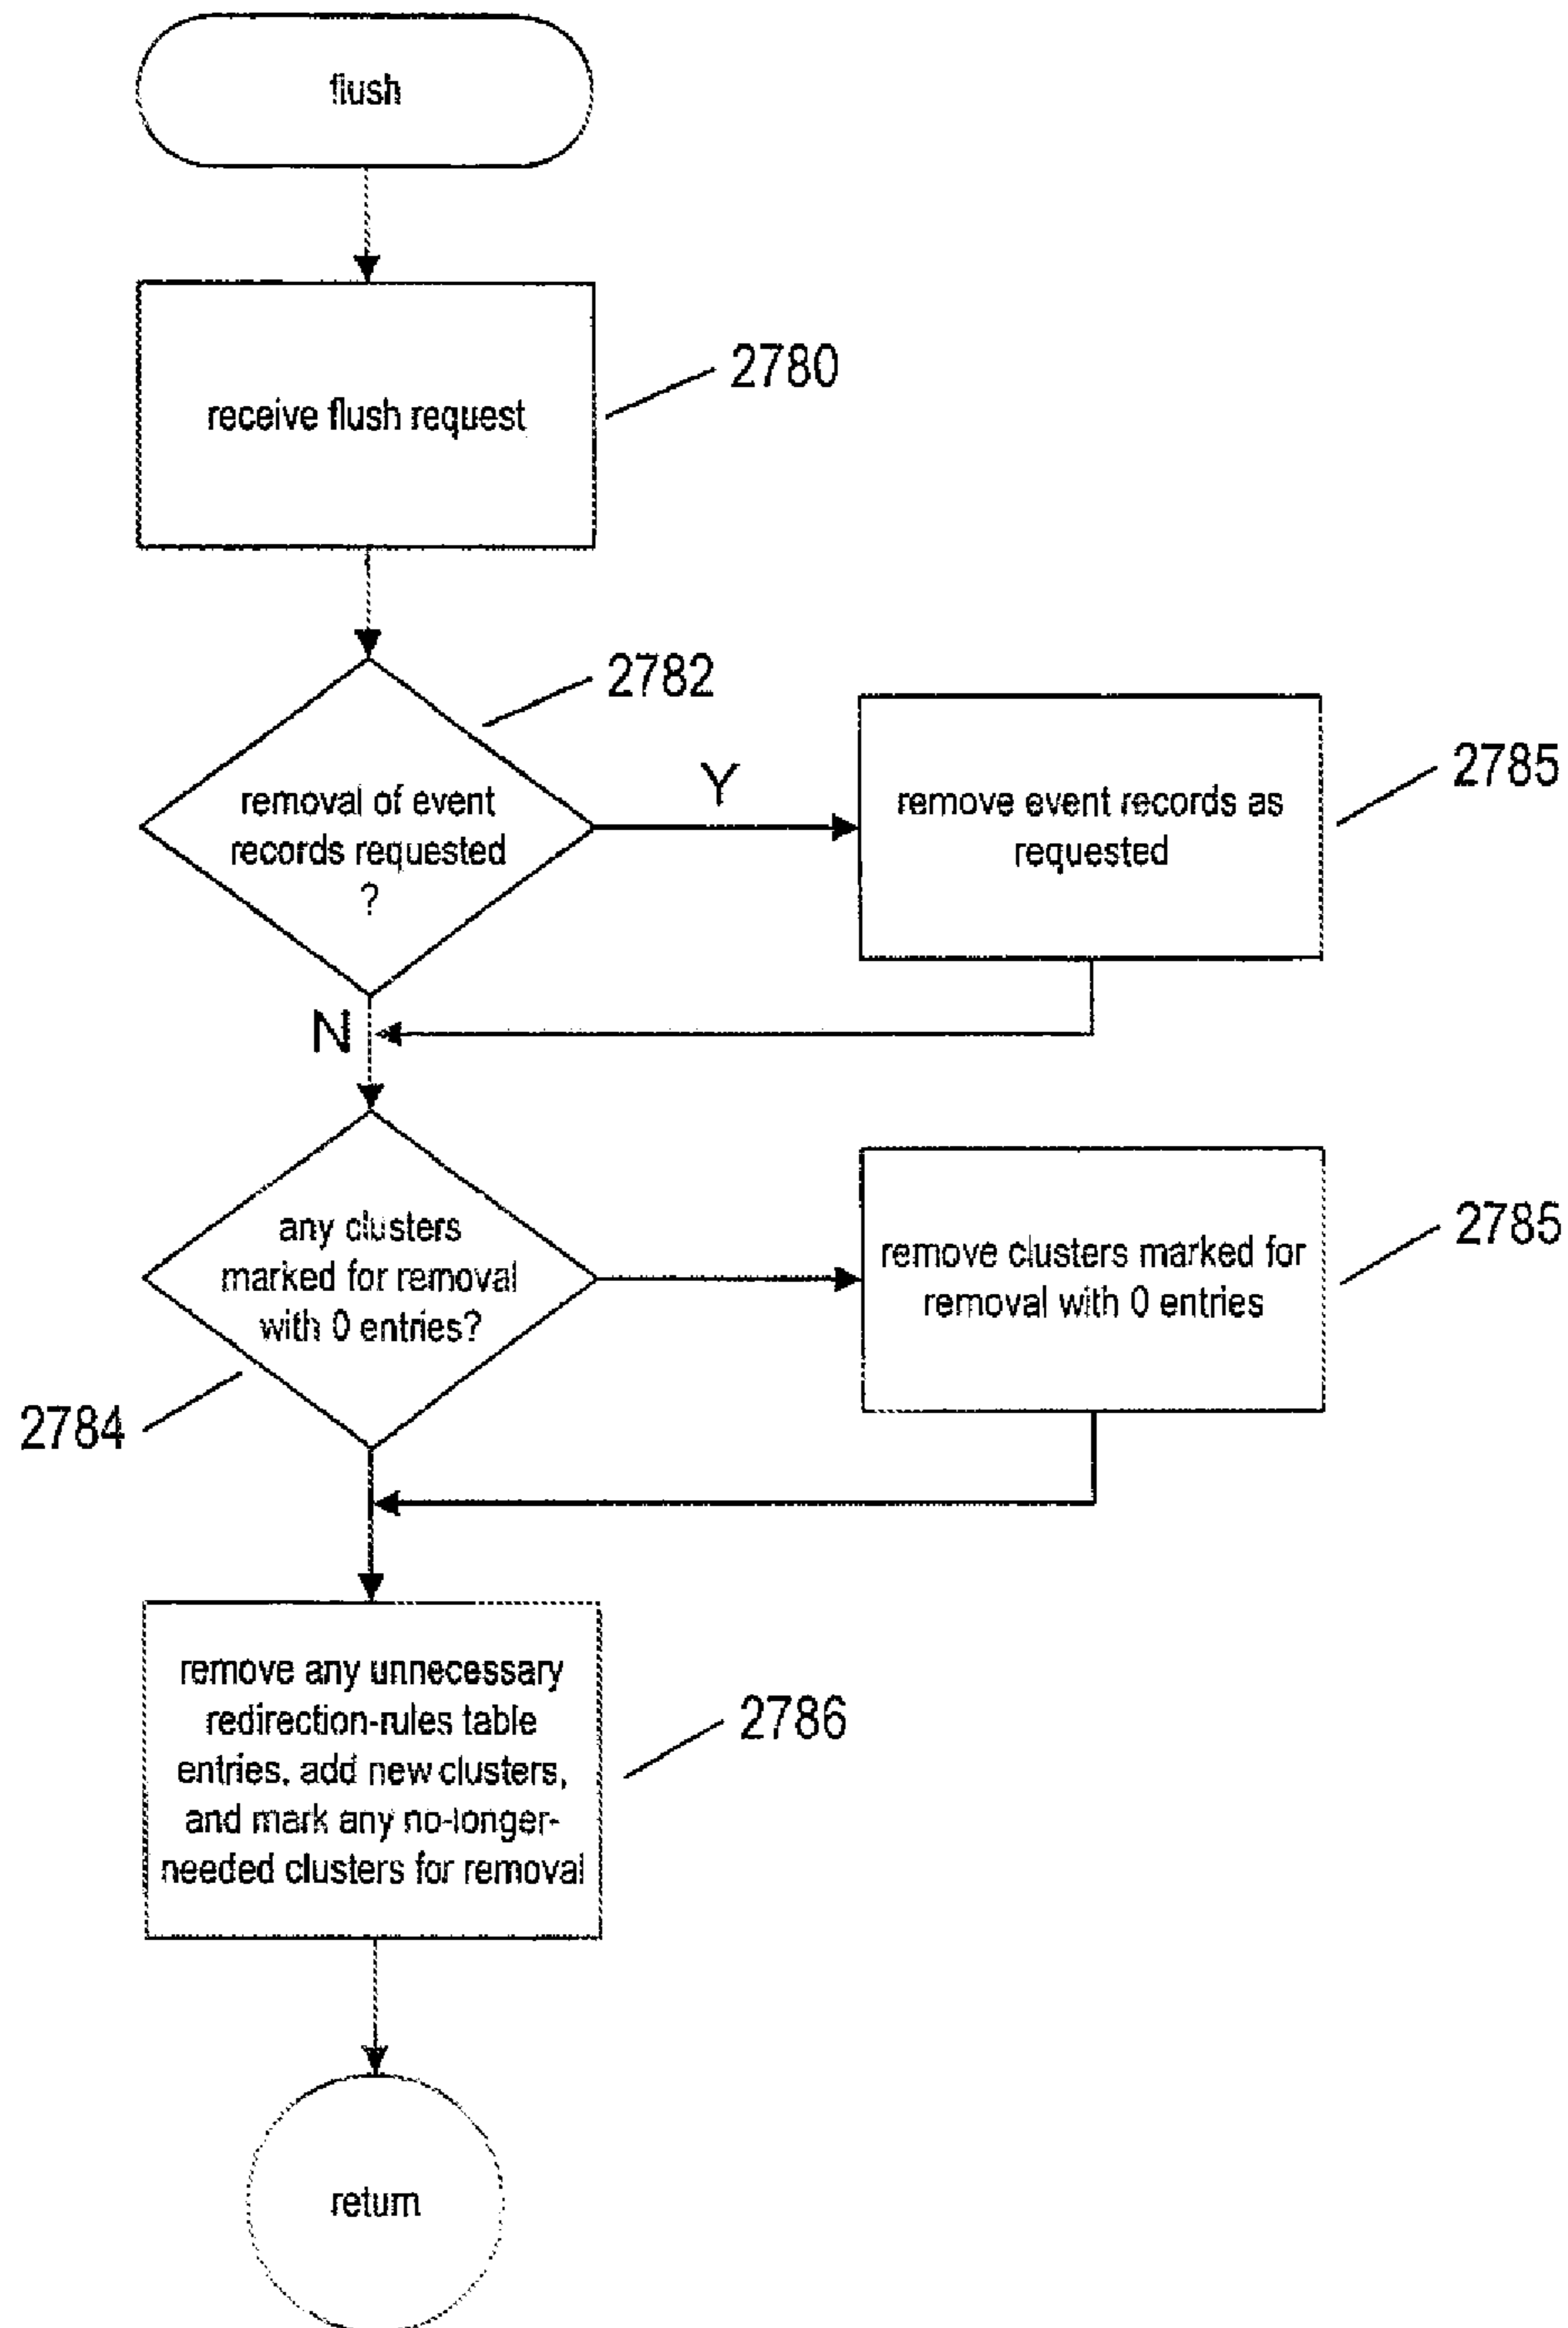 flush
receive flush request
2780
2782
removal of event
records requested
?
Y
remove event records as
requested
2785
N
any clusters
marked for removal
with 0 entries?
2784
remove clusters marked for
removal with 0 entries
2785
remove any unnecessary
redirection-rules table
entries, add new clusters,
and mark any no-longer-
needed clusters for removal
2786
return